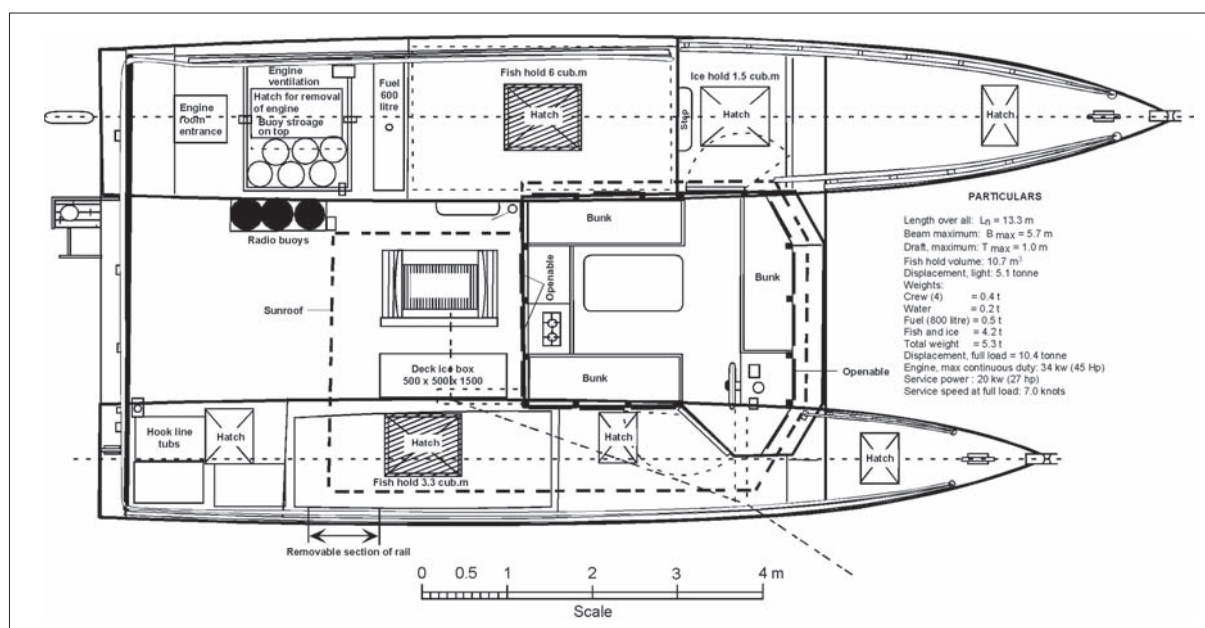 Engine
ventilation
Hatch for removal
of engine
Buoy stroage
on top
Engine
room
entrance
Fuel
600
litre
Fish hold 6 cub.m
Hatch
Step
Ice hold 1.5 cub.m
Hatch
Hatch
Radio buoys
Sunroof
Deck ice box
500 x 500 x 1500
Openable
Bunk
Bunk
Bunk
Openable
PARTICULARS
Length over all: Ln = 13.3 m
Beam maximum: B max = 5.7 m
Draft, maximum: T max = 1.0 m
Fish hold volume: 10.7 m³
Displacement, light: 5.1 tonne
Weights:
Crew (4) = 0.4 t
Water = 0.2 t
Fuel (800 litre) = 0.5 t
Fish and ice = 4.2 t
Total weight = 5.3 t
Displacement, full load = 10.4 tonne
Engine, max continuous duty: 34 kw (45 Hp)
Service power : 20 kw (27 hp)
Service speed at full load: 7.0 knots
Hook line
tubs
Hatch
Hatch
Fish hold 3.3 cub.m
Hatch
Hatch
Removable section of rail
0 0.5 1 2 3 4 m
Scale